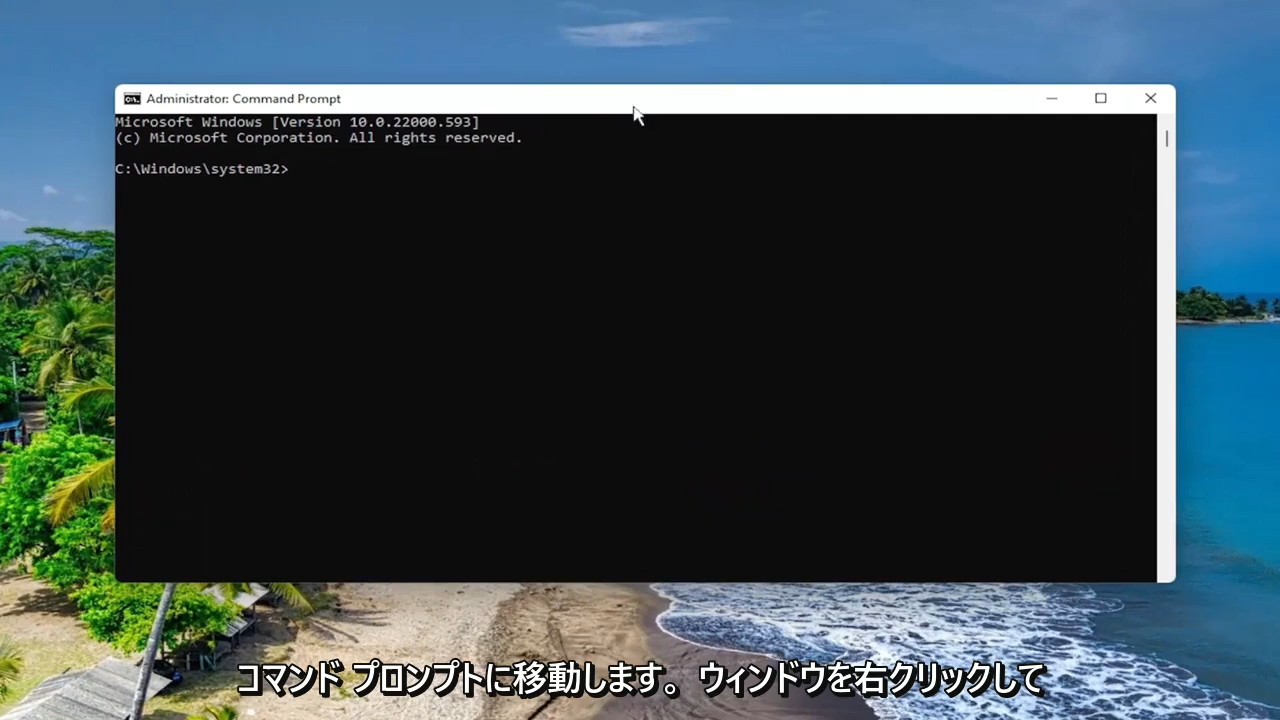 Administrator: Command Prompt
Microsoft Windows [Version 10.0.22000.593]
(c) Microsoft Corporation. All rights reserved.
C:\Windows\system32>
コマンド プロンプトに移動します。 ウィンドウを右クリックして